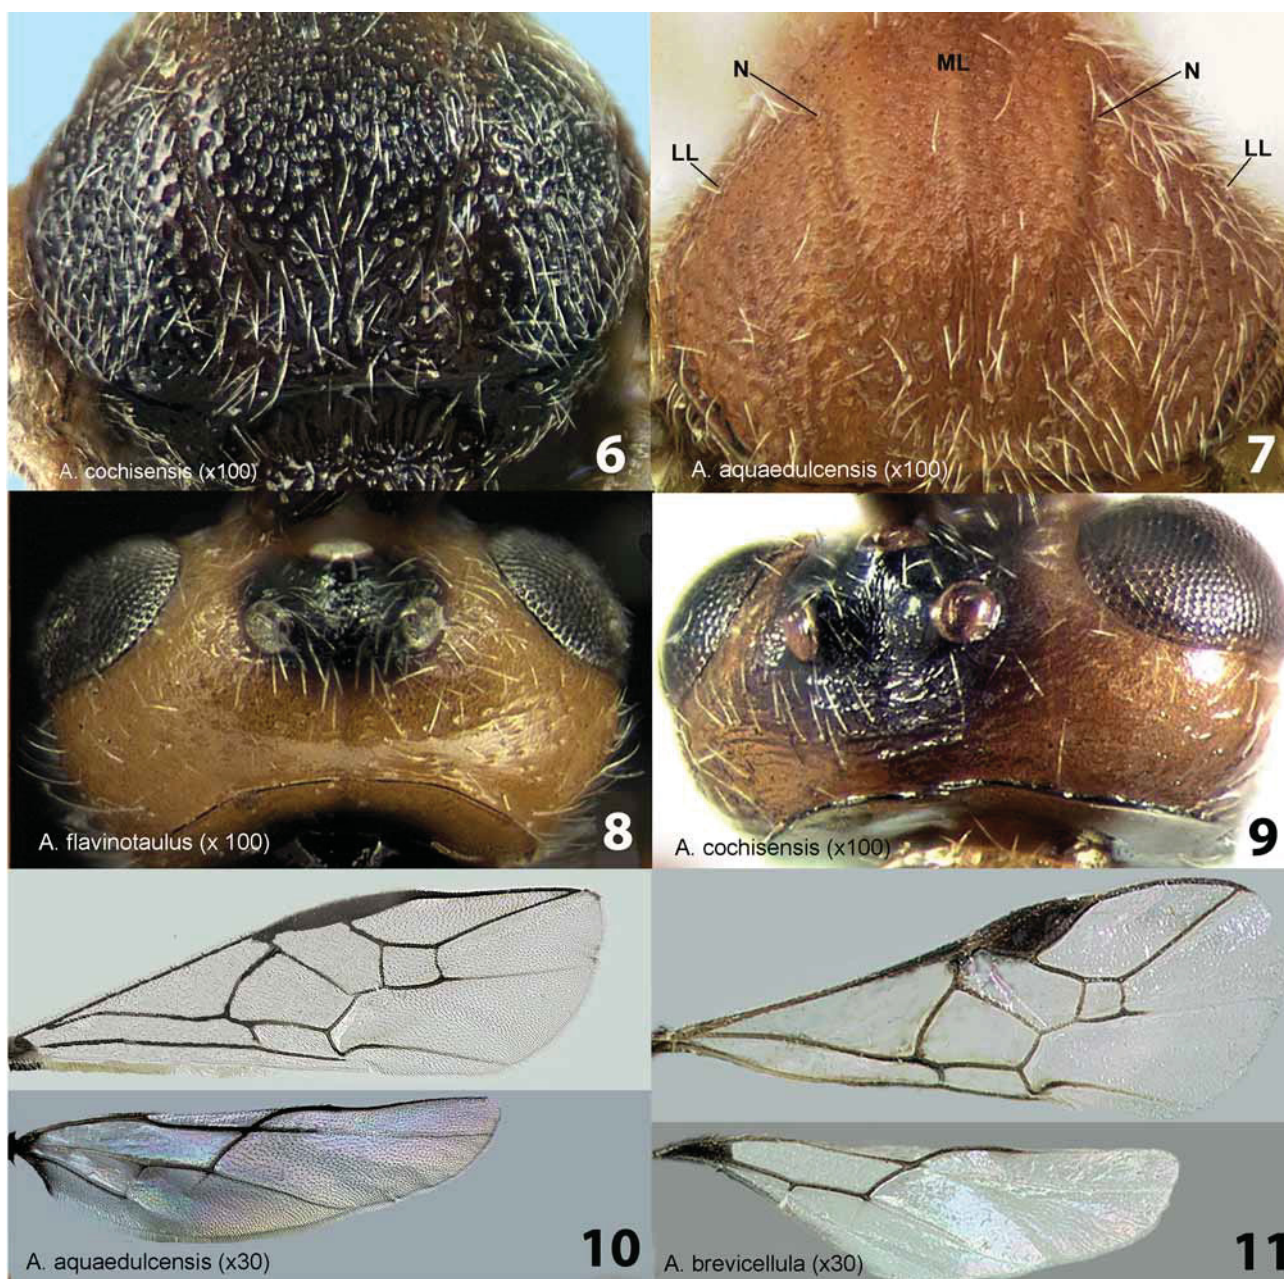 N ML N
LL LL
A. cochisensis (x100) 6
A. aquaedulcensis (x100) 7
A. flavinotaulus (x 100) 8
A. cochisensis (x100) 9
A. aquaedulcensis (x30) 10
A. brevicellula (x30) 11